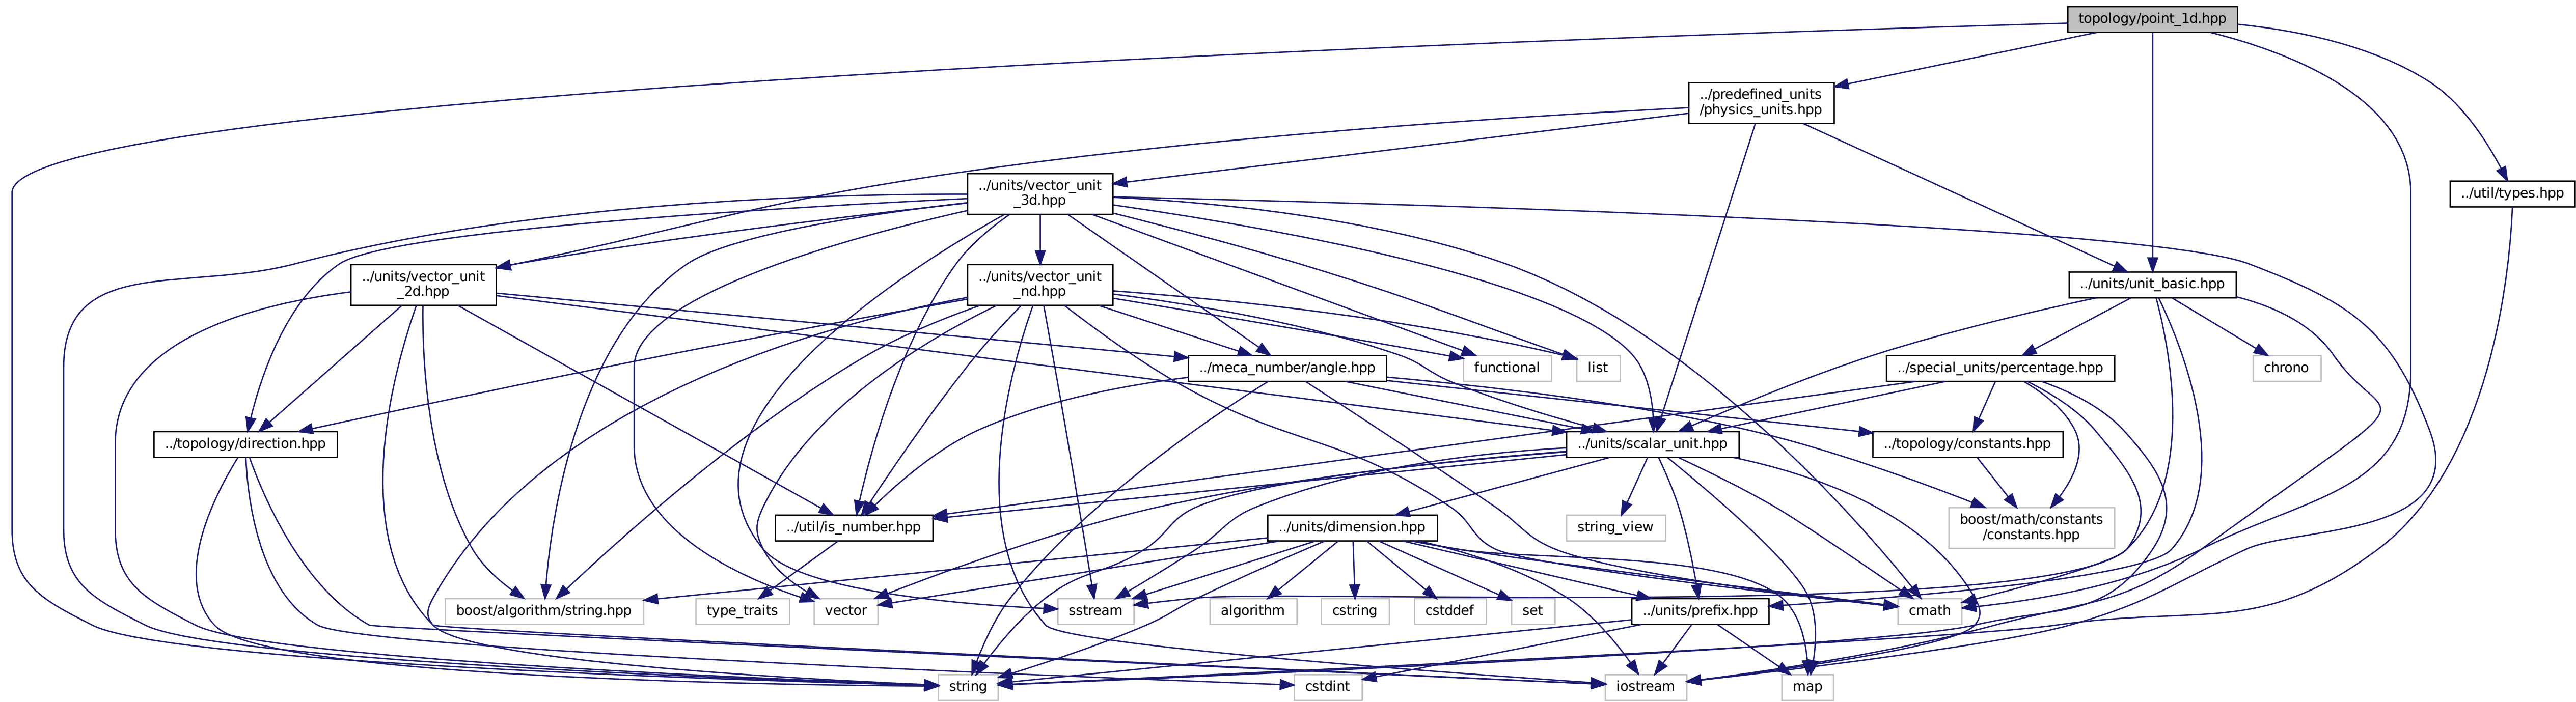 topology/point_1d.hpp
../predefined_units
/physics_units.hpp
../units/vector_unit
_3d.hpp
../util/types.hpp
../units/vector_unit
_2d.hpp
../units/vector_unit
_nd.hpp
../units/unit_basic.hpp
../meca_number/angle.hpp
functional
list
../special_units/percentage.hpp
chrono
../topology/direction.hpp
../units/scalar_unit.hpp
../topology/constants.hpp
../util/is_number.hpp
../units/dimension.hpp
string_view
boost/math/constants
/constants.hpp
boost/algorithm/string.hpp
type_traits
vector
sstream
algorithm
cstring
cstddef
set
../units/prefix.hpp
cmath
string
cstdint
iostream
map